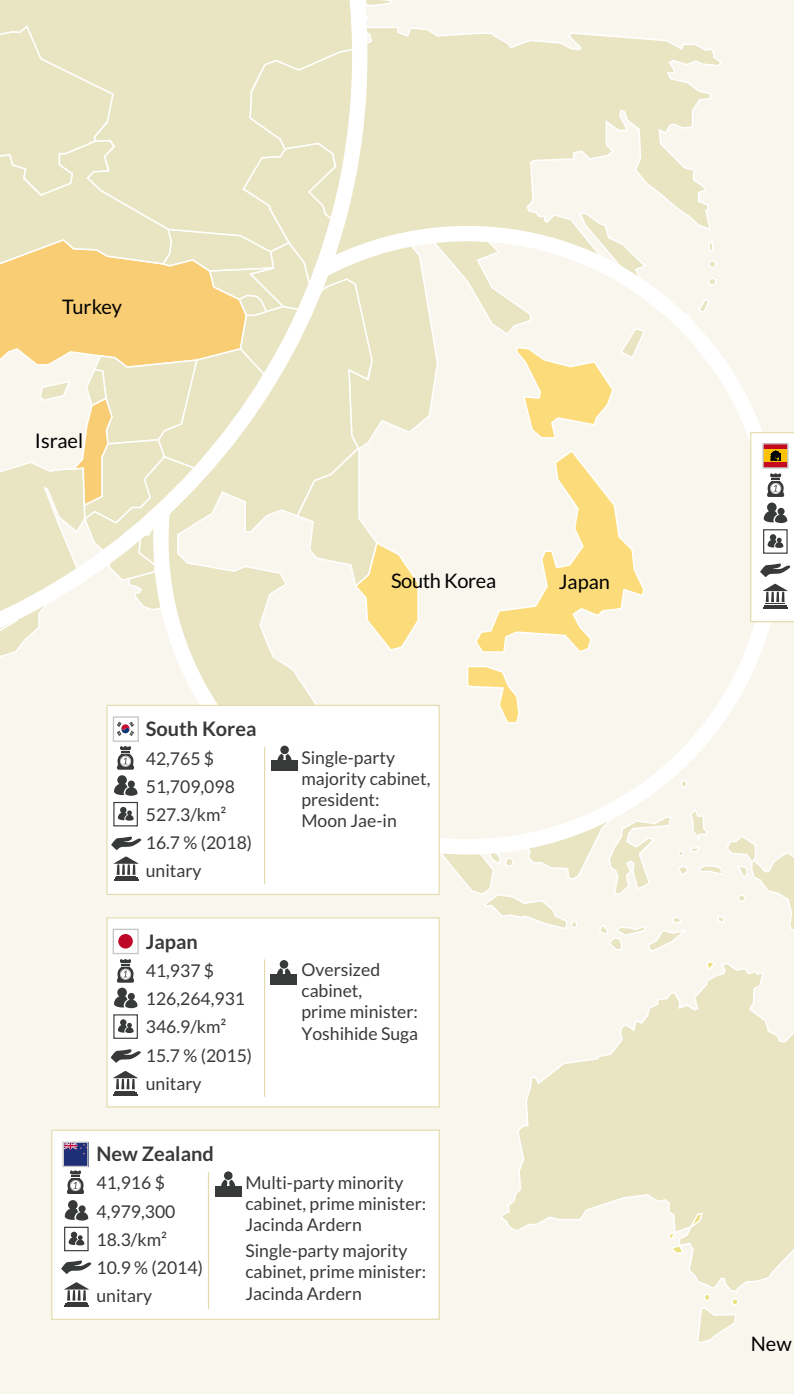 Turkey
Israel
South Korea
Japan
South Korea
42,765 $
51,709,098
527.3/km²
16.7 % (2018)
unitary
Single-party
majority cabinet,
president:
Moon Jae-in
Japan
41,937 $
126,264,931
346.9/km²
15.7 % (2015)
unitary
Oversized
cabinet,
prime minister:
Yoshihide Suga
New Zealand
41,916 $
4,979,300
18.3/km²
10.9 % (2014)
unitary
Multi-party minority
cabinet, prime minister:
Jacinda Ardern
Single-party majority
cabinet, prime minister:
Jacinda Ardern
New